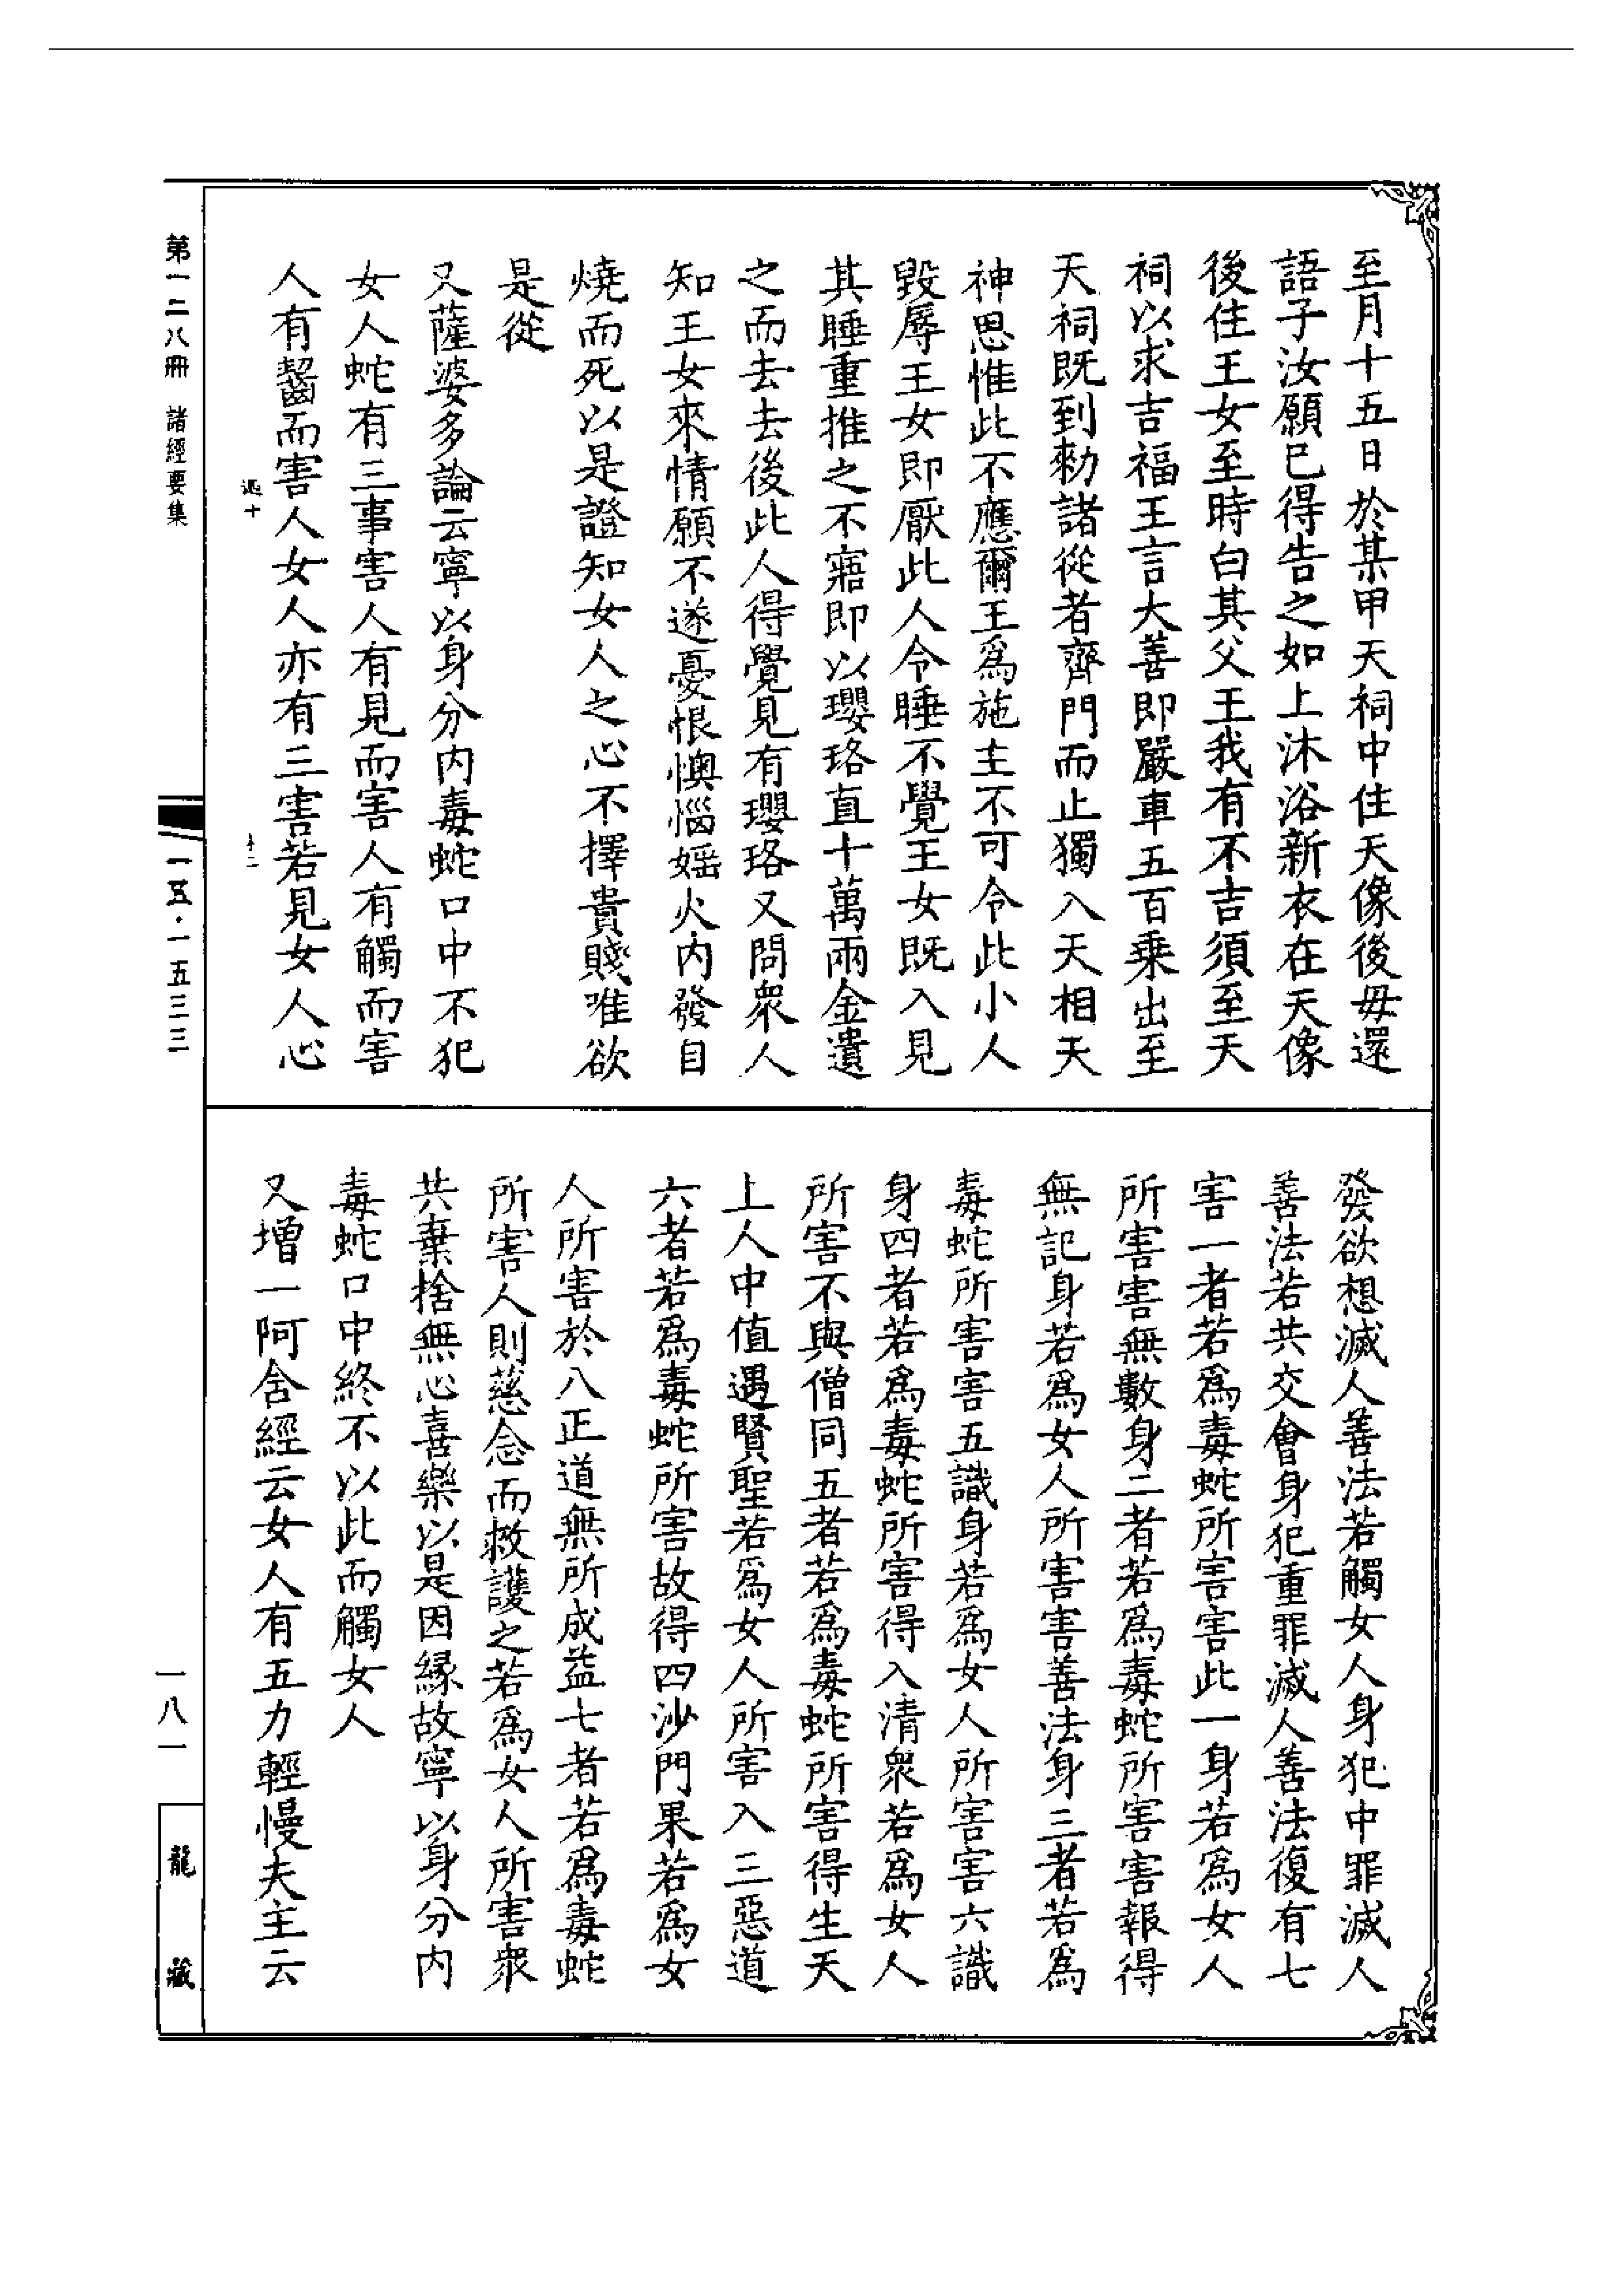 至月十五日於某甲天祠中住天像後毋還
語子汝願已得告之如上沐浴新衣在天像
後住王女至時白其父王我有不吉須至天
祠以求吉福王言大善即嚴車五百乗出至
天祠既到勑諸從者齊門而止獨入天相天
神思惟此不應爾王爲施主不可令此小人
毀辱王女即厭此人令睡不覺王女既入見
其睡重推之不寤即以瓔珞直十萬兩金遺
之而去去後此人得覺見有瓔珞又問衆人
知王女來情願不遂憂恨懊惱婬火内發自
燒而死以是證知女人之心不擇貴賤唯欲
是從
又薩婆多論云寧以身分内毒蛇口中不犯
女人蛇有三事害人有見而害人有觸而害
人有齧而害人女人亦有三害若見女人心
發欲想滅人善法若觸女人身犯中罪滅人
善法若共交會身犯重罪滅人善法復有七
害一者若爲毒蛇所害害此一身若爲女人
所害害無數身二者若爲毒蛇所害害報得
無記身若爲女人所害害善法身三者若爲
毒蛇所害害五識身若爲女人所害害六識
身四者若爲毒蛇所害得入清衆若爲女人
所害不與僧同五者若爲毒蛇所害得生天
上人中值遇賢聖若爲女人所害入三惡道
六者若爲毒蛇所害故得四沙門果若爲女
人所害於八正道無所成益七者若爲毒蛇
所害人則慈念而救護之若爲女人所害衆
共棄捨無心喜樂以是因緣故寧以身分内
毒蛇口中終不以此而觸女人
又增一阿含經云女人有五力輕慢夫主云
第一二八冊 諸經要集
一五五·一五三三
一八一
龍藏